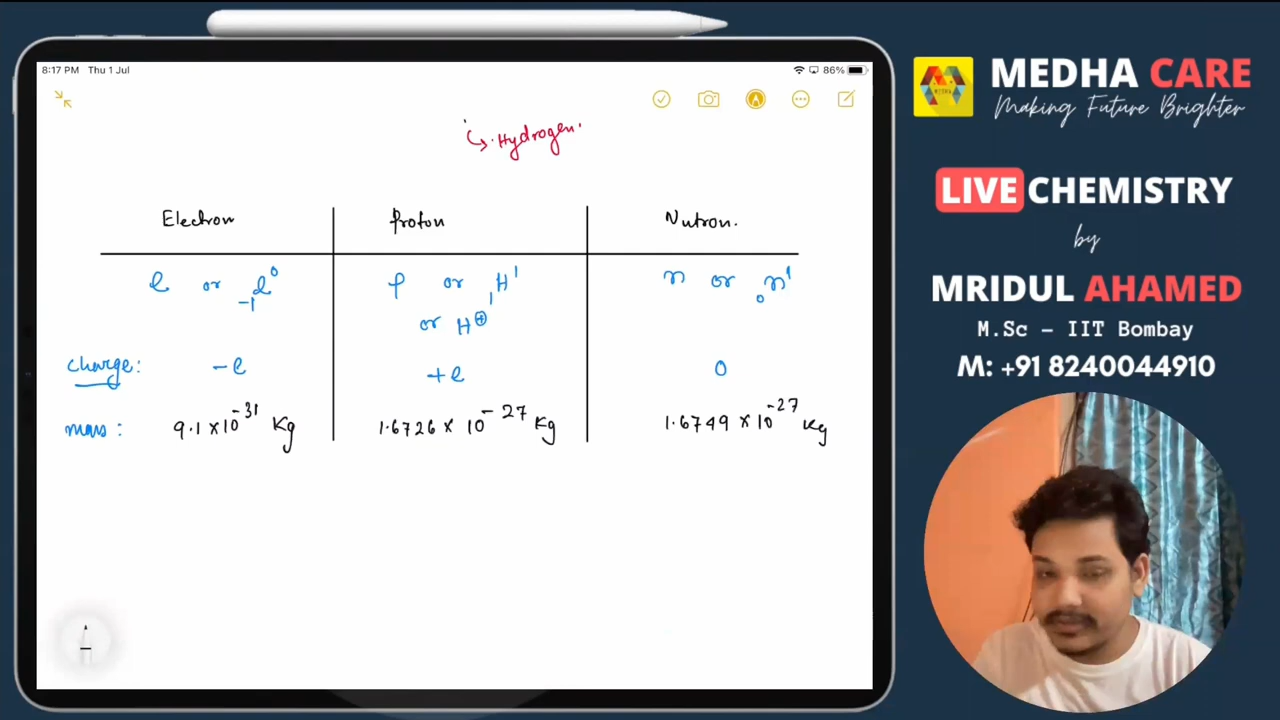 8:17 PM Thu 1 Jul
86%
↳ Hydrogen.
Electron Proton Nutron.
e or ₋₁e⁰ p or ₁H¹ n or ₀n¹
or H⊕
charge: -e +e 0
mass: 9.1 × 10⁻³¹ Kg 1.6726 × 10⁻²⁷ Kg 1.6749 × 10⁻²⁷ Kg
MEDHA CARE
Making Future Brighter
LIVE CHEMISTRY
by
MRIDUL AHAMED
M.Sc - IIT Bombay
M: +91 8240044910